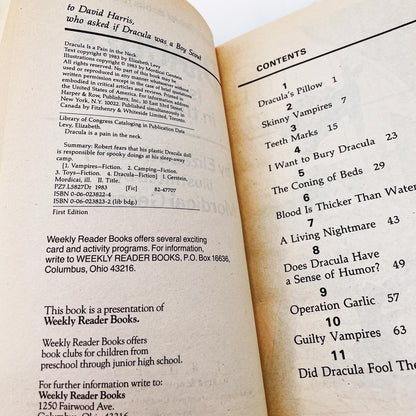 to David Harris,
who asked if Dracula was a Boy Scout
Dracula Is a Pain in the Neck
Text copyright © 1983 by Elizabeth Levy
Illustrations copyright © 1983 by Mordicai Gerstein
All rights reserved. No part of this book may be
used or reproduced in any manner whatsoever without
written permission except in the case of brief quotations
embodied in critical articles and reviews. Printed in
the United States of America. For information address
Harper & Row, Publishers, Inc., 10 East 53rd Street,
New York, N.Y. 10022. Published simultaneously in
Canada by Fitzhenry & Whiteside Limited, Toronto.
Library of Congress Cataloging in Publication Data
Levy, Elizabeth.
Dracula is a pain in the neck.
Summary: Robert fears that his plastic Dracula doll
is responsible for spooky doings at his sleep-away
camp.
[1. Vampires—Fiction. 2. Camping—Fiction.
3. Toys—Fiction. 4. Dracula—Fiction] I. Gerstein,
Mordicai, ill. II. Title.
PZ7.L5827Dr 1983 [Fic] 82-47707
ISBN 0-06-023822-4
ISBN 0-06-023823-2 (lib bdg.)
First Edition
Weekly Reader Books offers several exciting
card and activity programs. For information,
write to WEEKLY READER BOOKS, P.O. Box 16636,
Columbus, Ohio 43216.
This book is a presentation of
Weekly Reader Books.
Weekly Reader Books offers
book clubs for children from
preschool through junior high school.
For further information write to:
Weekly Reader Books
1250 Fairwood Ave.
Columbus, Ohio
CONTENTS
1
Dracula's Pillow
2
Skinny Vampires 7
3
Teeth Marks 15
4
I Want to Bury Dracula
5
The Coning of Beds 29
6
Blood Is Thicker Than Water
7
A Living Nightmare 43
8
Does Dracula Have
a Sense of Humor?
9
Operation Garlic 57
10
Guilty Vampires 63
11
Did Dracula Fool The